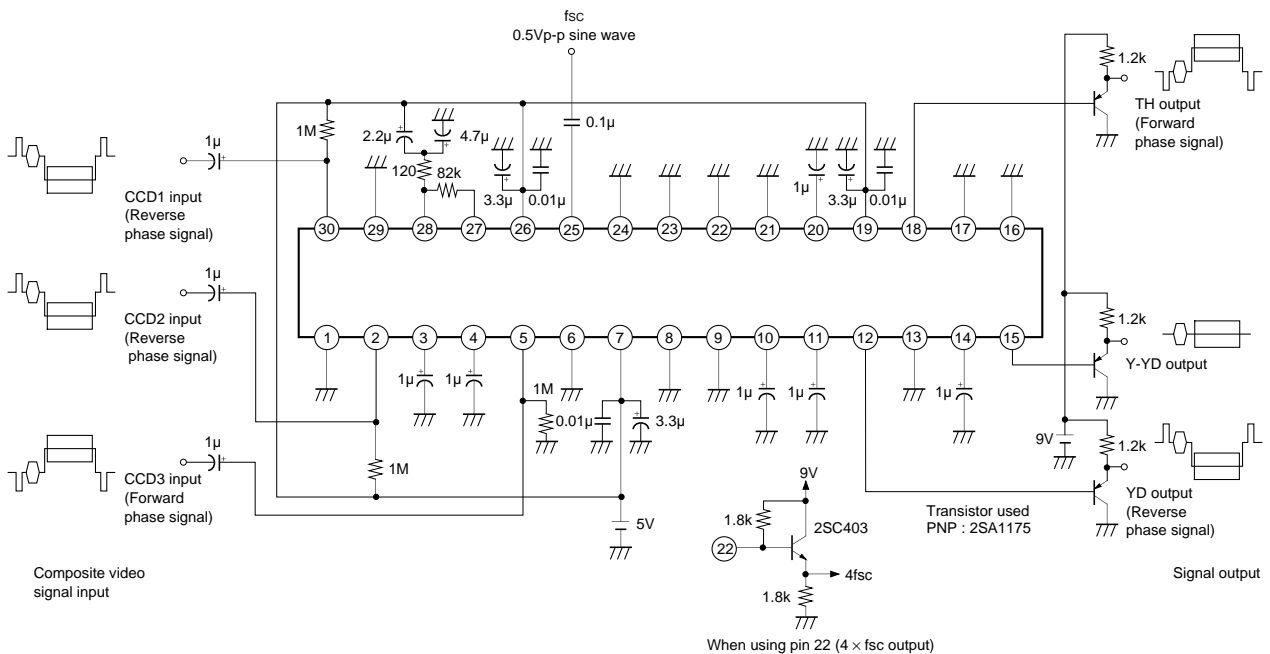 fsc
0.5Vp-p sine wave
1.2k
TH output
(Forward
phase signal)
1M
2.2μ
4.7μ
0.1μ
1μ
CCD1 input
(Reverse
phase signal)
120
82k
3.3μ
0.01μ
1μ
3.3μ
0.01μ
30
29
28
27
26
25
24
23
22
21
20
19
18
17
16
1μ
CCD2 input
(Reverse
phase signal)
1.2k
Y-YD output
1
2
3
4
5
6
7
8
9
10
11
12
13
14
15
1μ
1μ
1M
0.01μ
3.3μ
1μ
1μ
1μ
1μ
CCD3 input
(Forward
phase signal)
1M
5V
9V
1.2k
YD output
(Reverse
phase signal)
9V
1.8k
2SC403
22
4fsc
1.8k
Transistor used
PNP : 2SA1175
Composite video
signal input
Signal output
When using pin 22 (4 × fsc output)